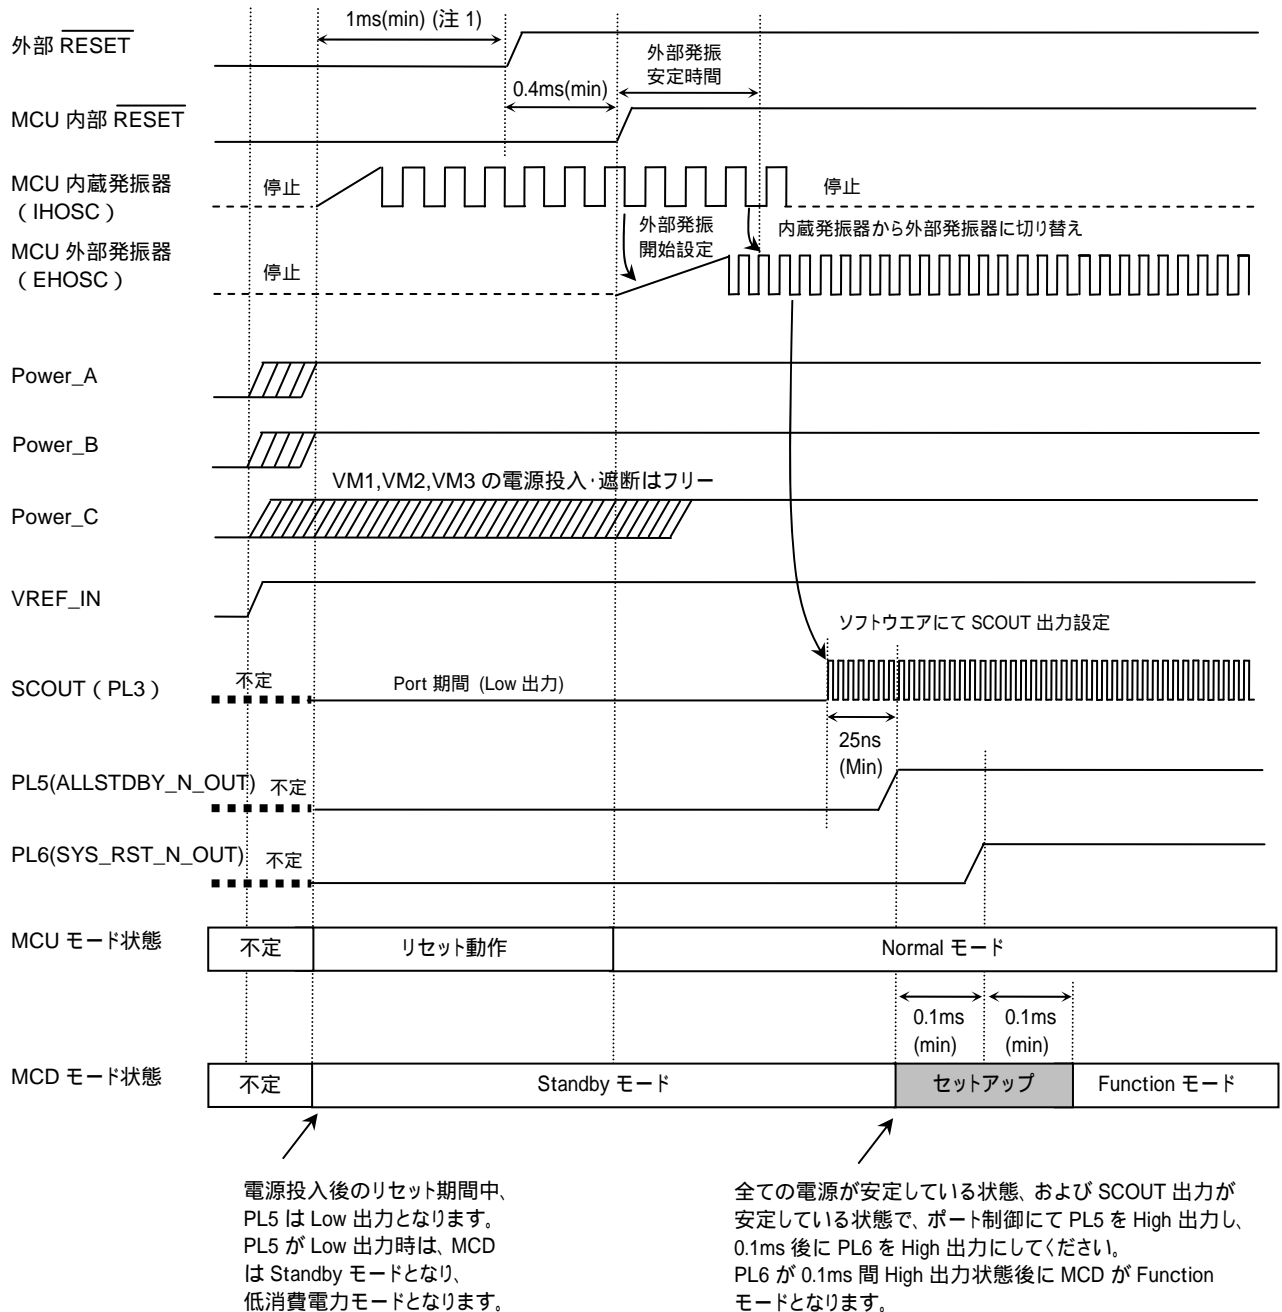 1ms(min) (注 1)
外部 RESET
外部発振
安定時間
0.4ms(min)
MCU 内部 RESET
MCU 内蔵発振器
( IHOSC )
停止
停止
外部発振
開始設定
内蔵発振器から外部発振器に切り替え
MCU 外部発振器
( EHOSC )
停止
Power_A
Power_B
VM1,VM2,VM3 の電源投入・遮断はフリー
Power_C
VREF_IN
ソフトウエアにて SCOUT 出力設定
SCOUT ( PL3 )
不定
Port 期間 (Low 出力)
25ns
(Min)
PL5(ALLSTDBY_N_OUT)
不定
PL6(SYS_RST_N_OUT)
不定
MCU モード状態
不定
リセット動作
Normal モード
0.1ms
(min)
0.1ms
(min)
MCD モード状態
不定
Standby モード
セットアップ
Function モード
電源投入後のリセット期間中、
PL5 は Low 出力となります。
PL5 が Low 出力時は、MCD
は Standby モードとなり、
低消費電力モードとなります。
全ての電源が安定している状態、および SCOUT 出力が
安定している状態で、ポート制御にて PL5 を High 出力し、
0.1ms 後に PL6 を High 出力にしてください。
PL6 が 0.1ms 間 High 出力状態後に MCD が Function
モードとなります。